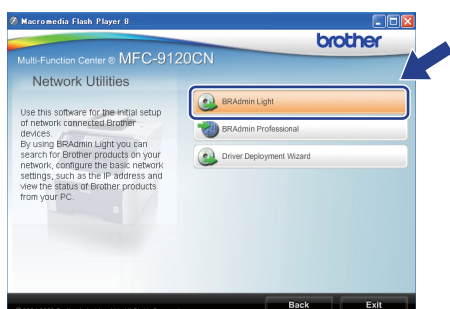 Macromedia Flash Player 8
brother
Multi-Function Center ® MFC-9120CN
Network Utilities
Use this software for the initial setup
of network connected Brother
devices.
By using BRAdmin Light you can
search for Brother products on your
network, configure the basic network
settings, such as the IP address and
view the status of Brother products
from your PC.
BRAdmin Light
BRAdmin Professional
Driver Deployment Wizard
Back
Exit